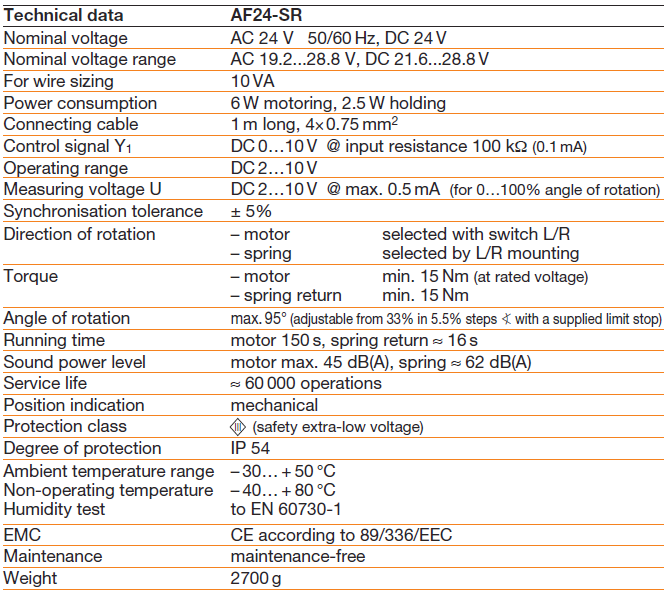 Technical data AF24-SR
Nominal voltage AC 24 V 50/60 Hz, DC 24 V
Nominal voltage range AC 19.2...28.8 V, DC 21.6...28.8 V
For wire sizing 10 VA
Power consumption 6 W motoring, 2.5 W holding
Connecting cable 1 m long, 4×0.75 mm²
Control signal Y₁ DC 0…10 V @ input resistance 100 kΩ (0.1 mA)
Operating range DC 2…10 V
Measuring voltage U DC 2…10 V @ max. 0.5 mA (for 0…100% angle of rotation)
Synchronisation tolerance ± 5%
Direction of rotation – motor selected with switch L/R
– spring selected by L/R mounting
Torque – motor min. 15 Nm (at rated voltage)
– spring return min. 15 Nm
Angle of rotation max. 95° (adjustable from 33% in 5.5% steps ∢ with a supplied limit stop)
Running time motor 150 s, spring return ≈ 16 s
Sound power level motor max. 45 dB(A), spring ≈ 62 dB(A)
Service life ≈ 60 000 operations
Position indication mechanical
Protection class III (safety extra-low voltage)
Degree of protection IP 54
Ambient temperature range – 30… + 50 °C
Non-operating temperature – 40… + 80 °C
Humidity test to EN 60730-1
EMC CE according to 89/336/EEC
Maintenance maintenance-free
Weight 2700 g